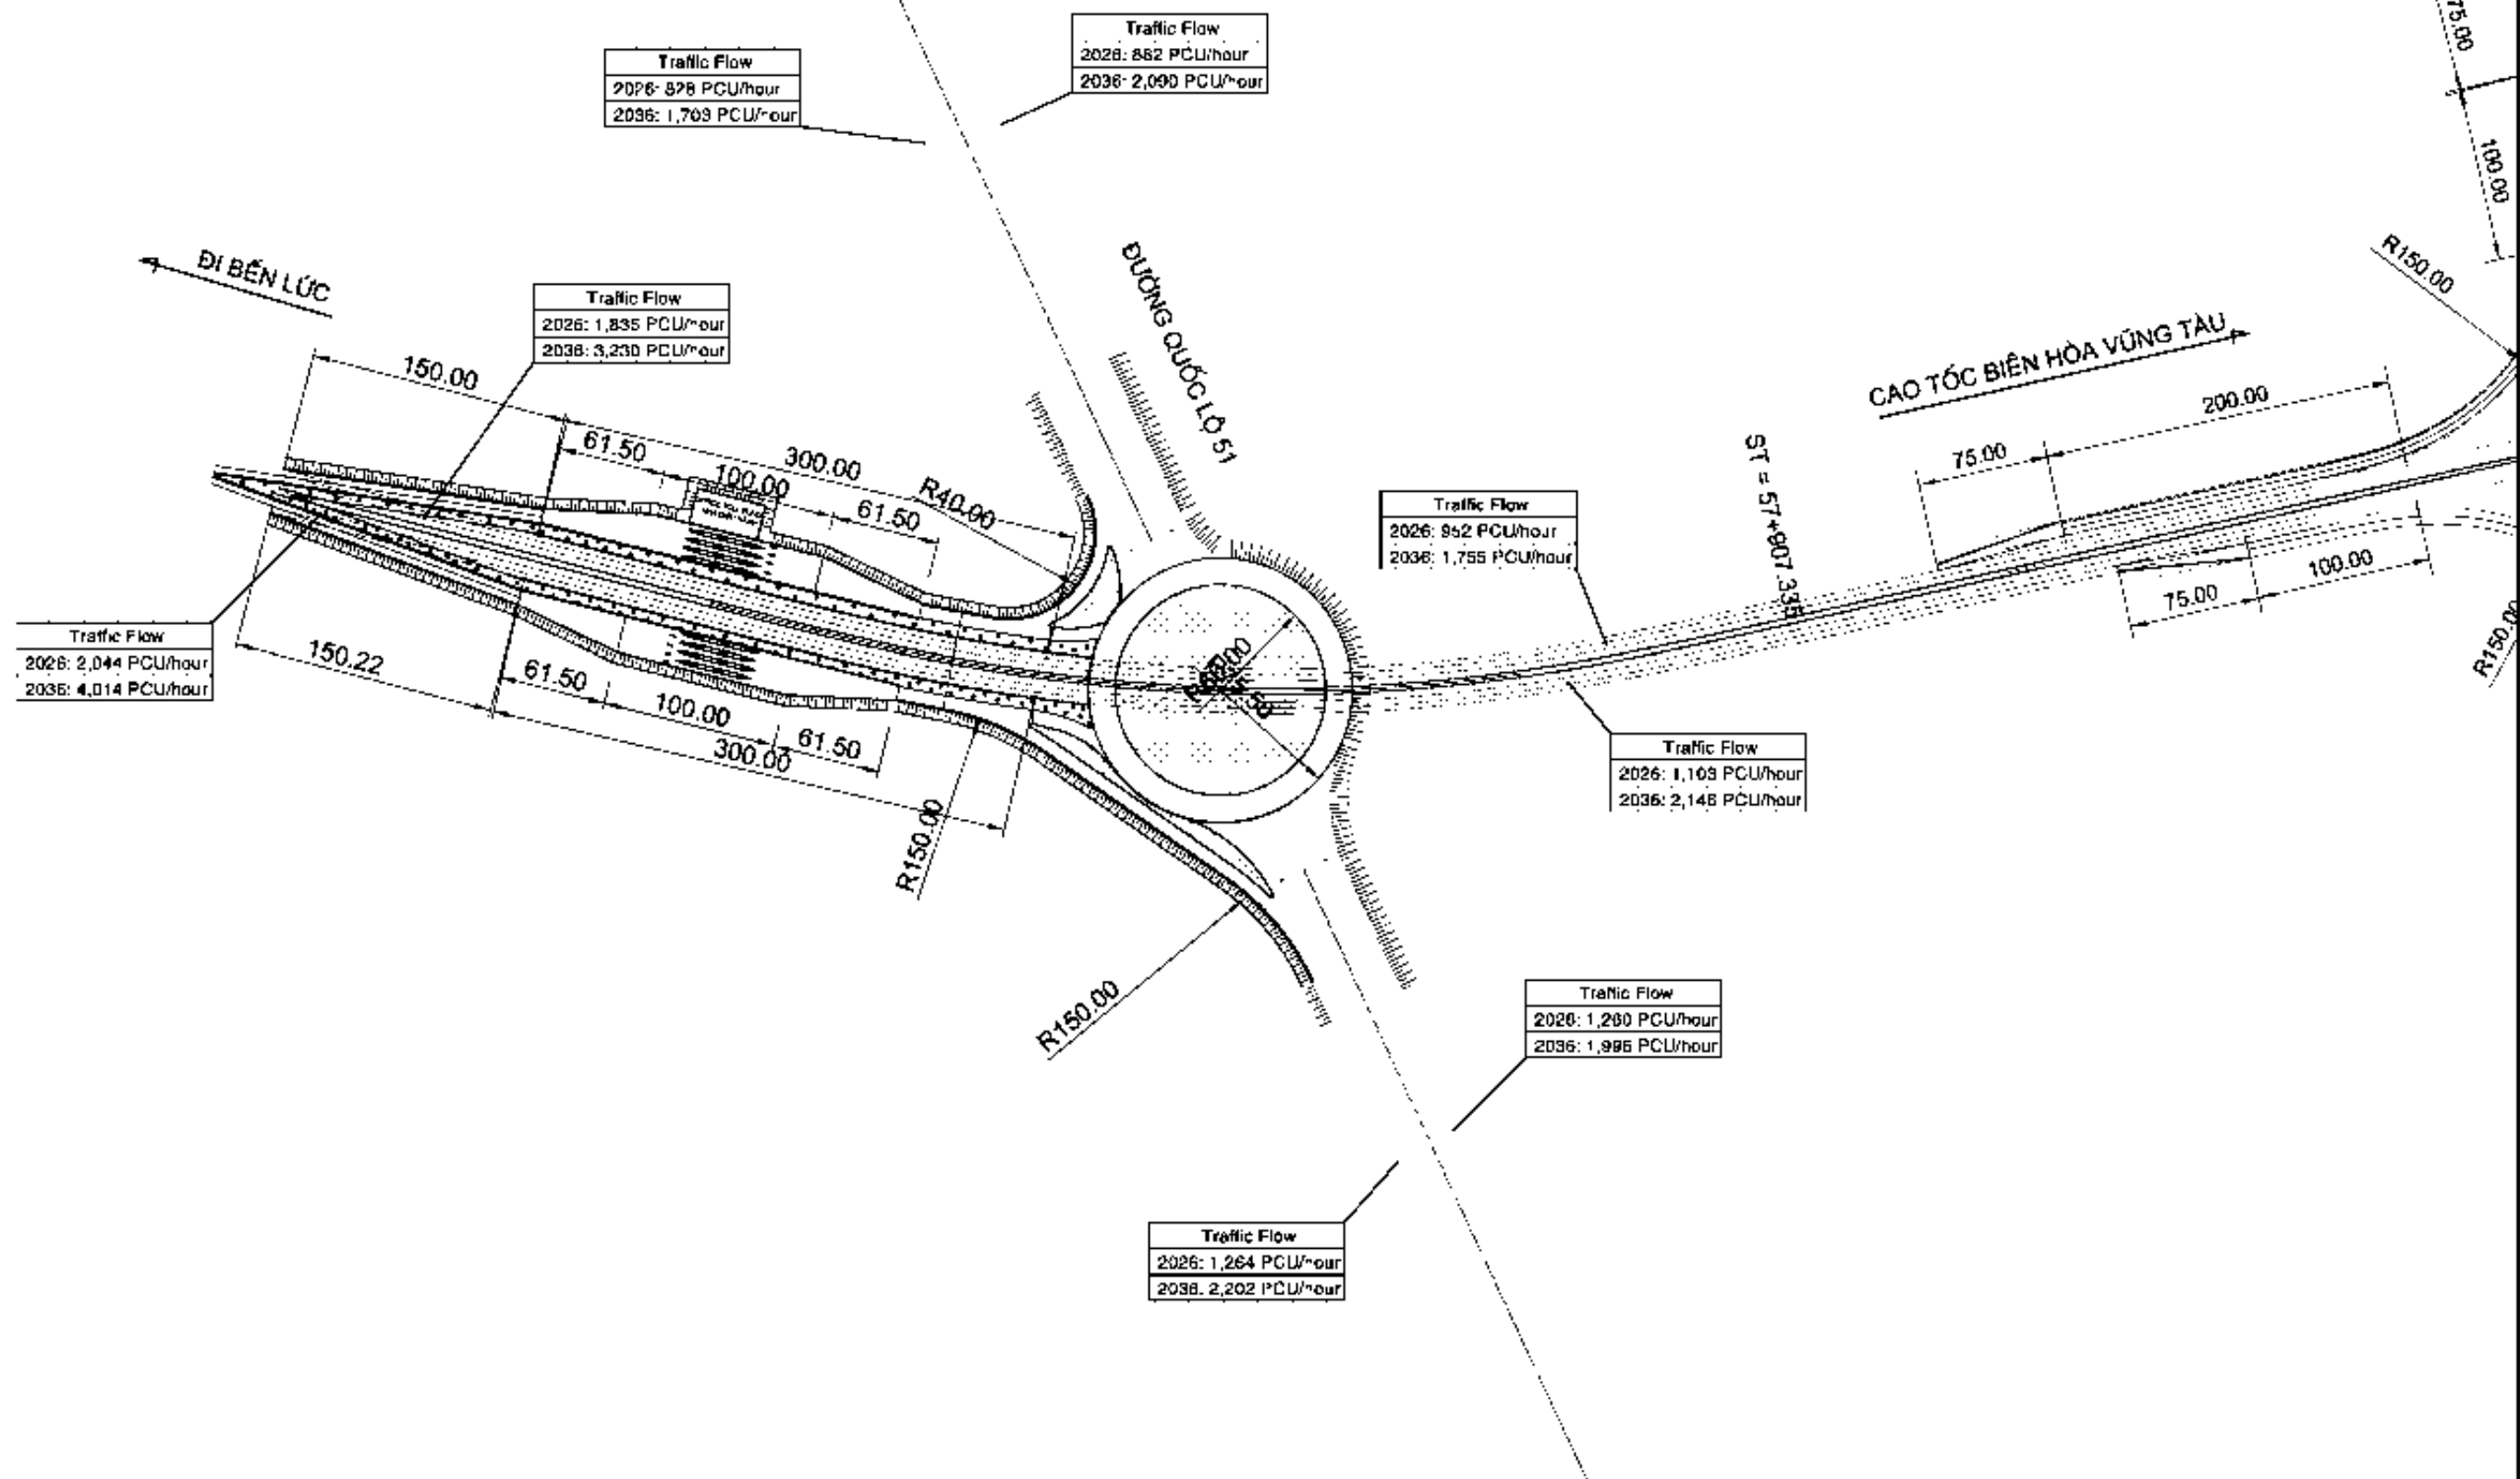 Traffic Flow
2026: 882 PCU/hour
2036: 2,090 PCU/hour
Traffic Flow
2026: 828 PCU/hour
2036: 1,703 PCU/hour
75.00
100.00
ĐI BẾN LỨC
ĐƯỜNG QUỐC LỘ 51
Traffic Flow
2026: 1,835 PCU/hour
2036: 3,230 PCU/hour
150.00
61.50
300.00
100.00
61.50
R40.00
R150.00
CAO TỐC BIÊN HÒA VŨNG TÀU
200.00
75.00
ST = 57+907.335
Traffic Flow
2026: 952 PCU/hour
2036: 1,755 PCU/hour
100.00
75.00
R150.00
Traffic Flow
2026: 2,044 PCU/hour
2036: 4,014 PCU/hour
150.22
61.50
100.00
61.50
300.00
Traffic Flow
2026: 1,103 PCU/hour
2036: 2,146 PCU/hour
R150.00
R150.00
Traffic Flow
2026: 1,260 PCU/hour
2036: 1,996 PCU/hour
Traffic Flow
2026: 1,264 PCU/hour
2036: 2,202 PCU/hour